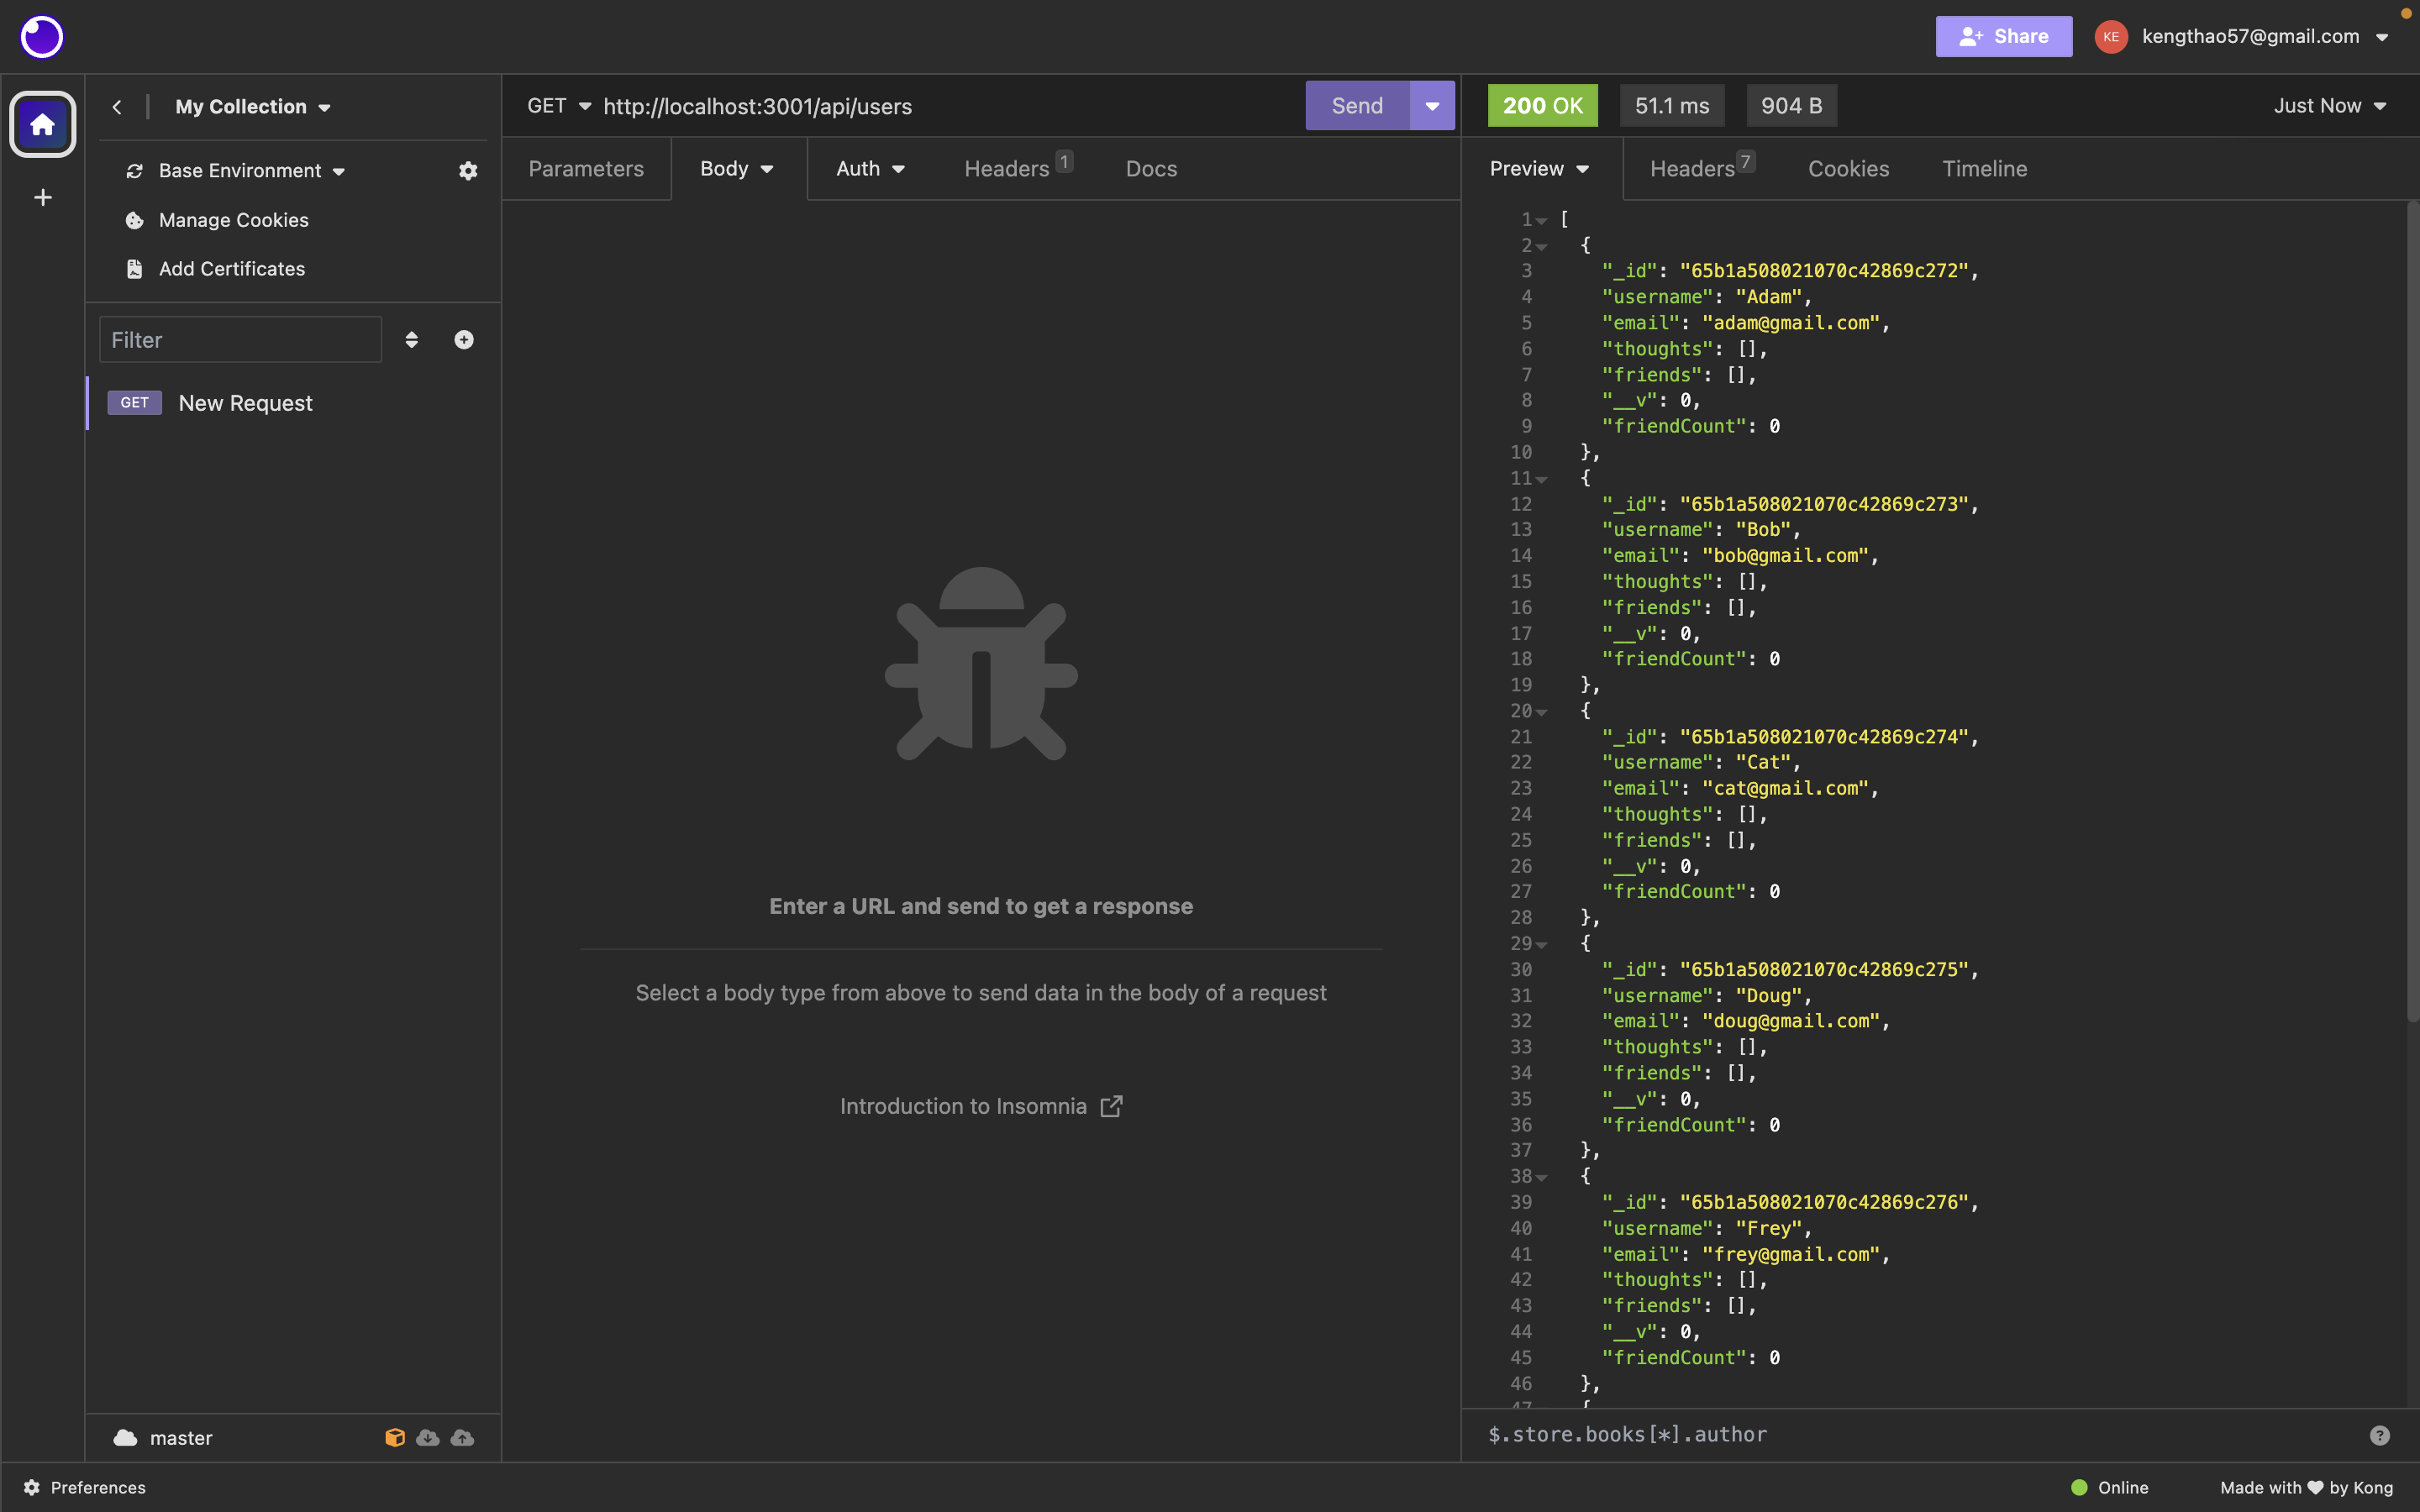 Share
KE
kengthao57@gmail.com
My Collection
Base Environment
Manage Cookies
Add Certificates
Filter
GET New Request
master
Preferences
GET http://localhost:3001/api/users
Send
Parameters Body Auth Headers 1 Docs
Enter a URL and send to get a response
Select a body type from above to send data in the body of a request
Introduction to Insomnia
200 OK 51.1 ms 904 B Just Now
Preview Headers 7 Cookies Timeline
1 [
2 {
3 "_id": "65b1a508021070c42869c272",
4 "username": "Adam",
5 "email": "adam@gmail.com",
6 "thoughts": [],
7 "friends": [],
8 "__v": 0,
9 "friendCount": 0
10 },
11 {
12 "_id": "65b1a508021070c42869c273",
13 "username": "Bob",
14 "email": "bob@gmail.com",
15 "thoughts": [],
16 "friends": [],
17 "__v": 0,
18 "friendCount": 0
19 },
20 {
21 "_id": "65b1a508021070c42869c274",
22 "username": "Cat",
23 "email": "cat@gmail.com",
24 "thoughts": [],
25 "friends": [],
26 "__v": 0,
27 "friendCount": 0
28 },
29 {
30 "_id": "65b1a508021070c42869c275",
31 "username": "Doug",
32 "email": "doug@gmail.com",
33 "thoughts": [],
34 "friends": [],
35 "__v": 0,
36 "friendCount": 0
37 },
38 {
39 "_id": "65b1a508021070c42869c276",
40 "username": "Frey",
41 "email": "frey@gmail.com",
42 "thoughts": [],
43 "friends": [],
44 "__v": 0,
45 "friendCount": 0
46 },
47 {
$.store.books[*].author
Online
Made with ♥ by Kong